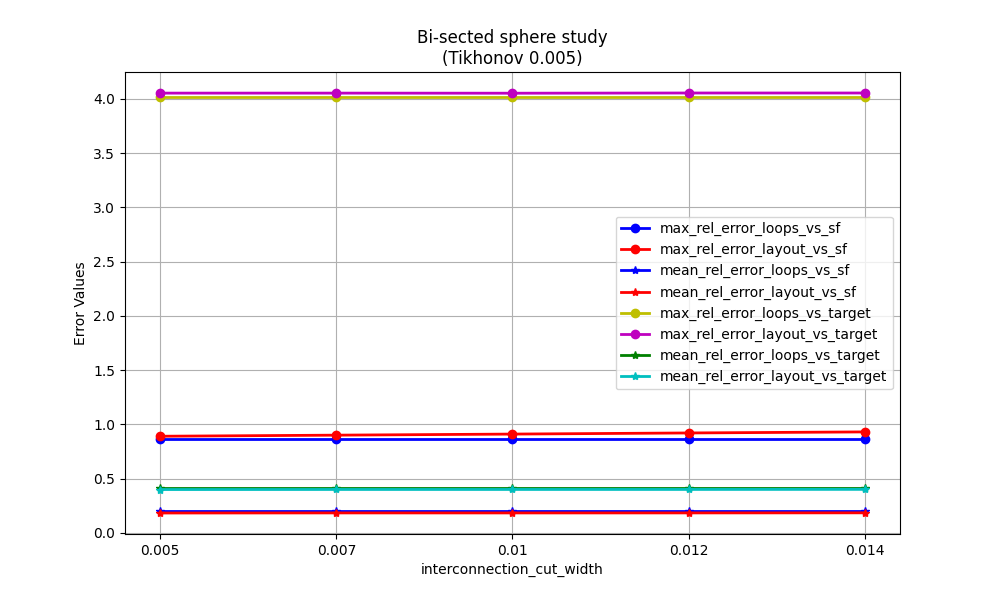 Bi-sected sphere study
(Tikhonov 0.005)
Error Values
4.0
3.5
3.0
2.5
2.0
1.5
1.0
0.5
0.0
max_rel_error_loops_vs_sf
max_rel_error_layout_vs_sf
mean_rel_error_loops_vs_sf
mean_rel_error_layout_vs_sf
max_rel_error_loops_vs_target
max_rel_error_layout_vs_target
mean_rel_error_loops_vs_target
mean_rel_error_layout_vs_target
0.005 0.007 0.01 0.012 0.014
interconnection_cut_width